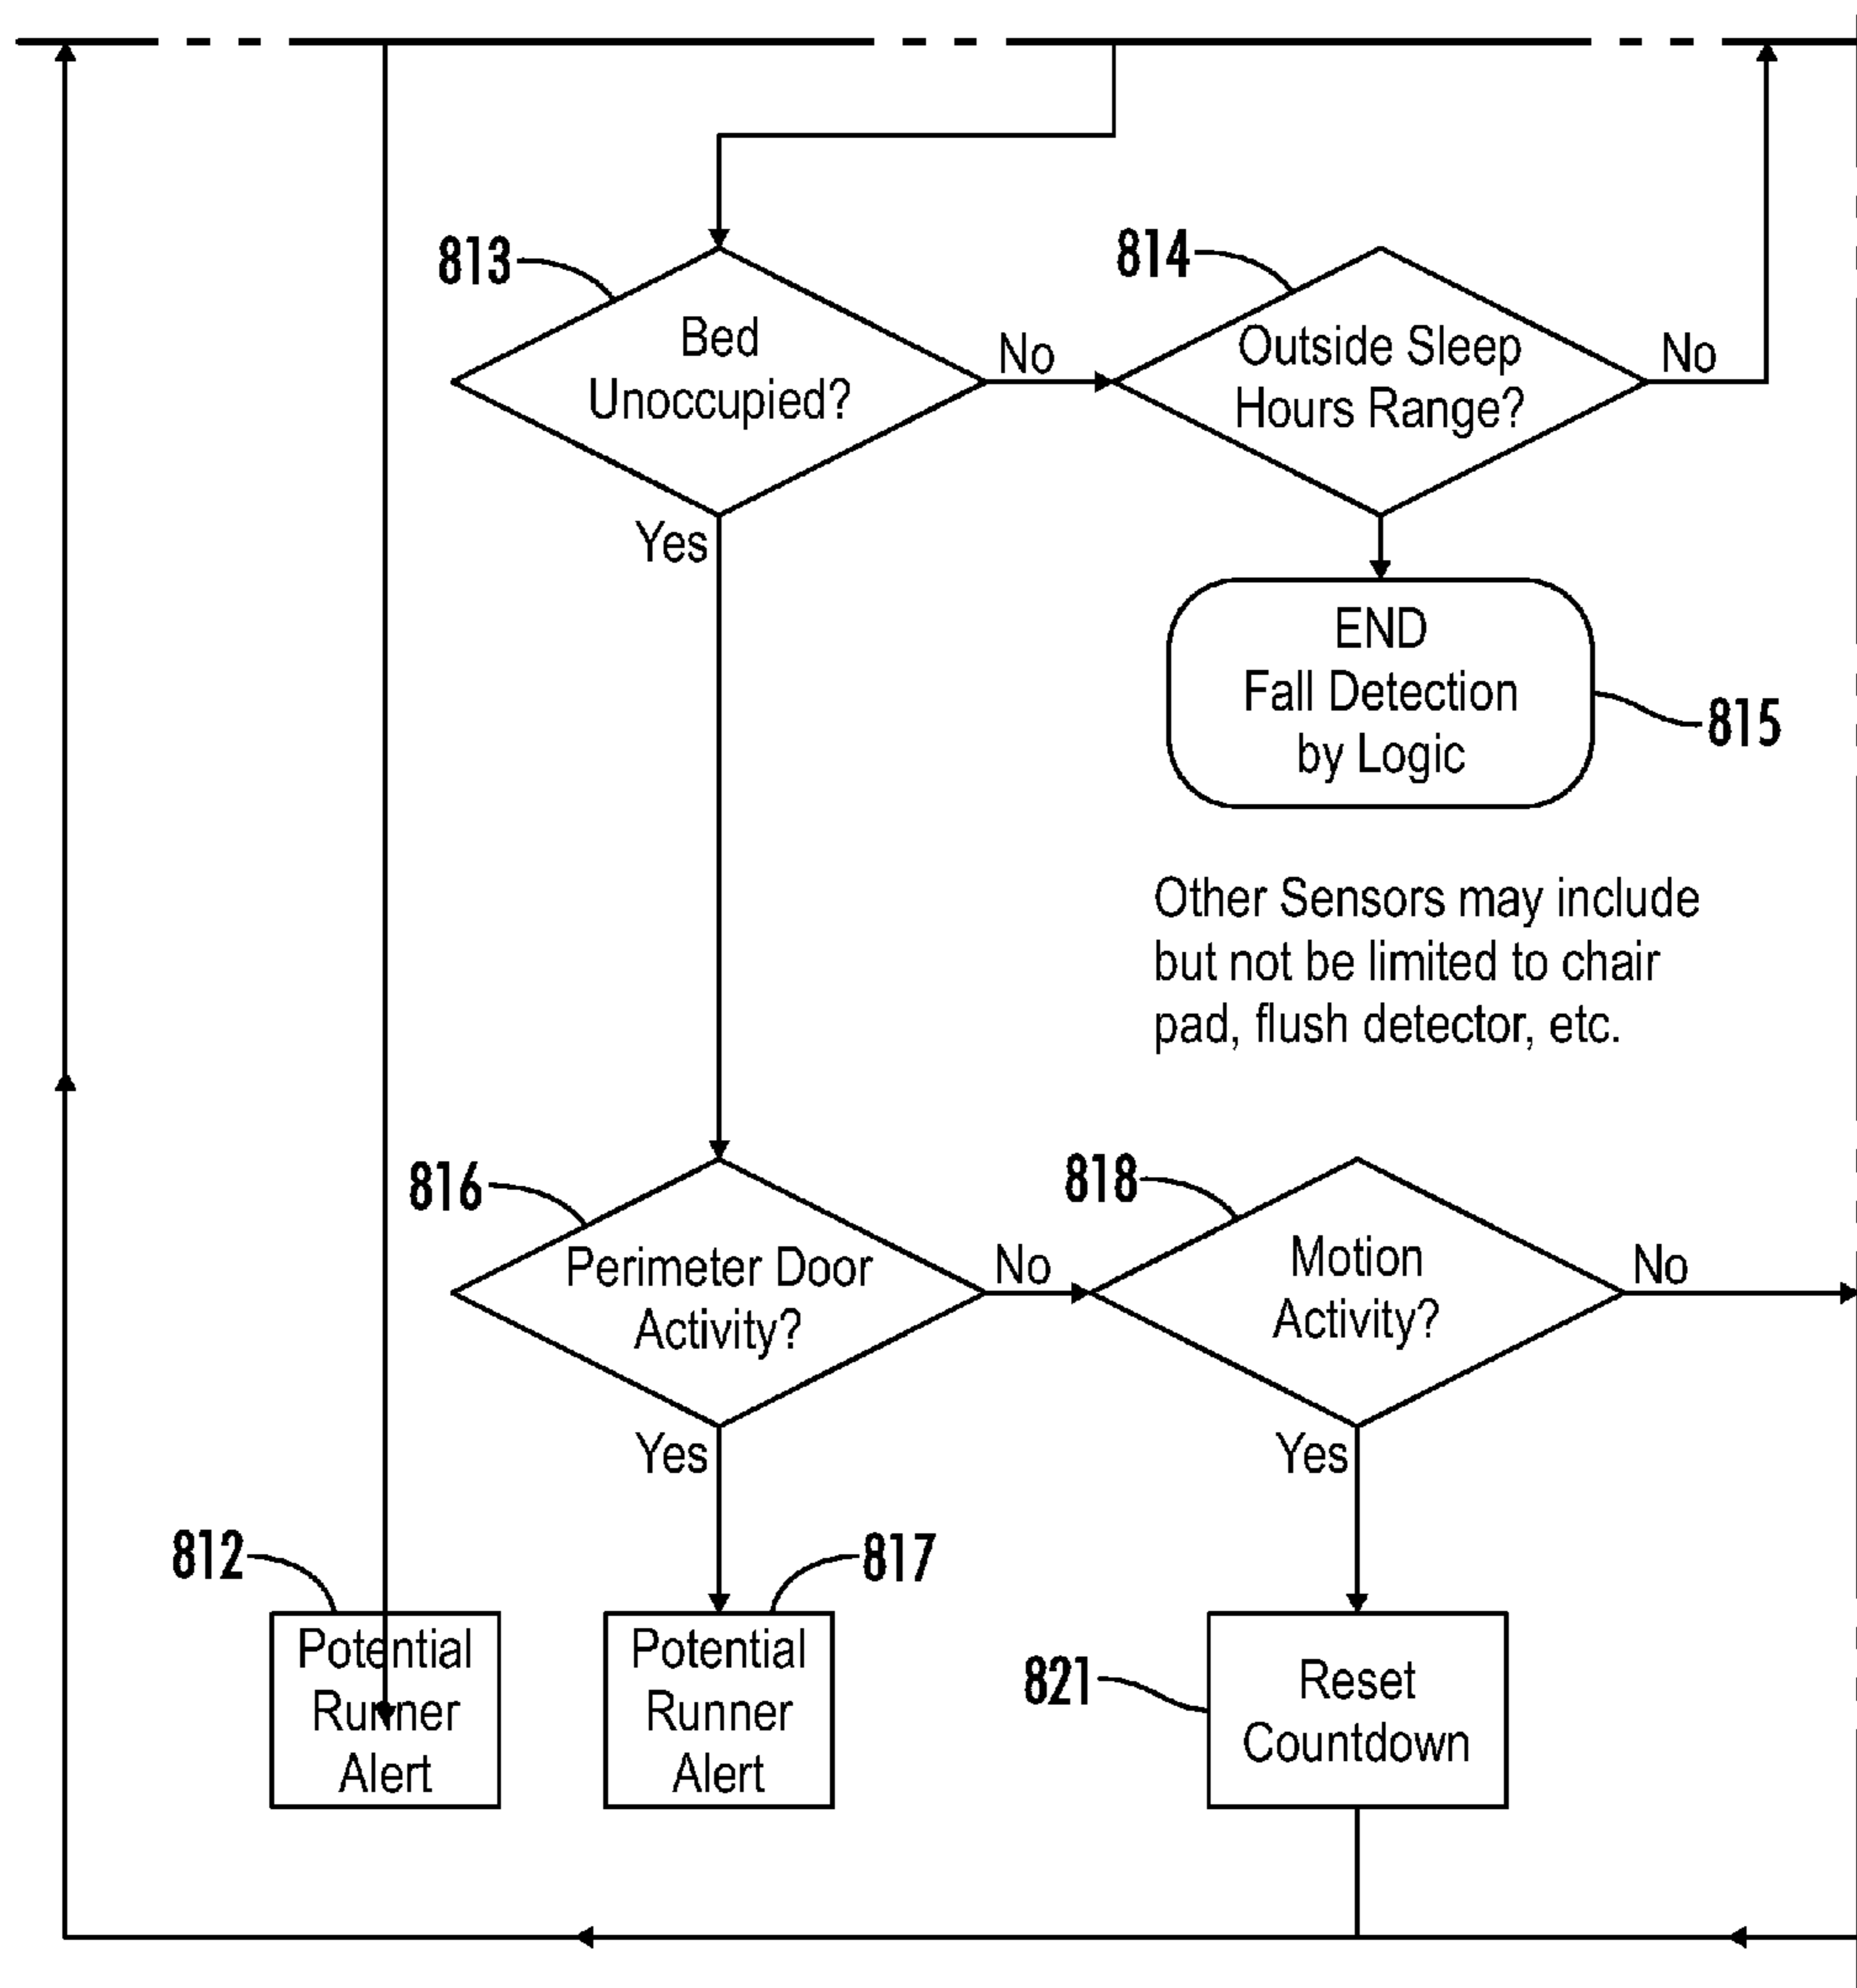 813
Bed
Unoccupied?
No
Yes
814
Outside Sleep
Hours Range?
No
END
Fall Detection
by Logic
815
Other Sensors may include
but not be limited to chair
pad, flush detector, etc.
816
Perimeter Door
Activity?
No
Yes
818
Motion
Activity?
No
Yes
812
Potential
Runner
Alert
817
Potential
Runner
Alert
821
Reset
Countdown